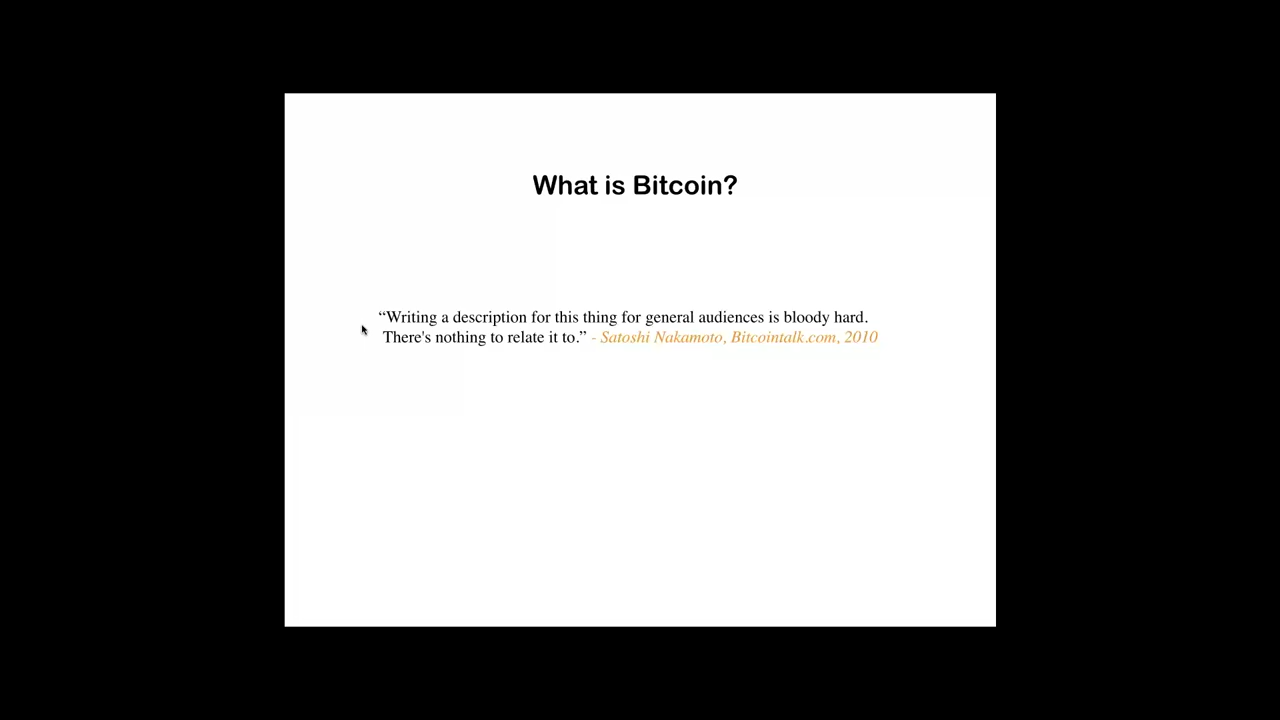 What is Bitcoin?
“Writing a description for this thing for general audiences is bloody hard.
There's nothing to relate it to.” - Satoshi Nakamoto, Bitcointalk.com, 2010